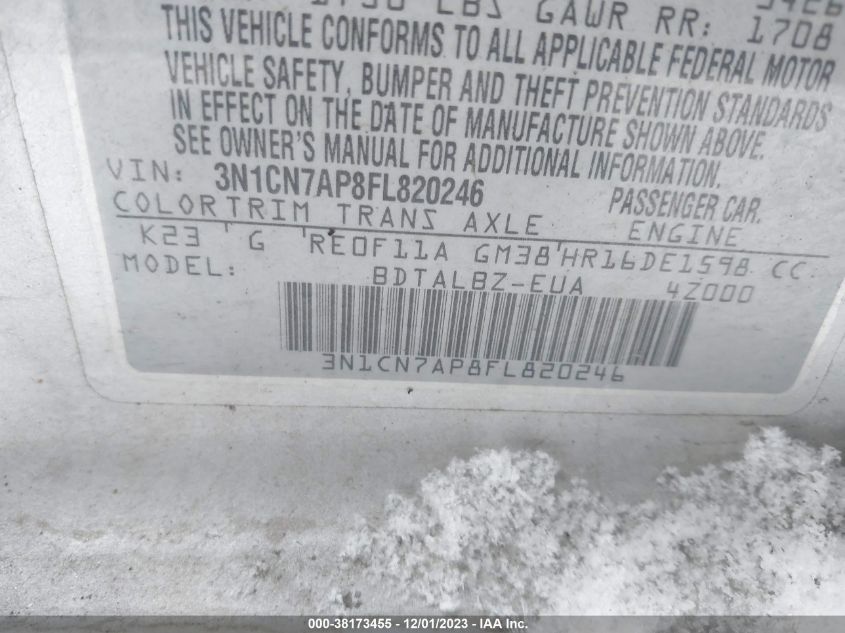 LBS GAWR RR: 1708
THIS VEHICLE CONFORMS TO ALL APPLICABLE FEDERAL MOTOR
VEHICLE SAFETY, BUMPER AND THEFT PREVENTION STANDARDS
IN EFFECT ON THE DATE OF MANUFACTURE SHOWN ABOVE.
SEE OWNER'S MANUAL FOR ADDITIONAL INFORMATION.
VIN: 3N1CN7AP8FL820246 PASSENGER CAR.
COLORTRIM TRANS AXLE ENGINE
K23 G RE0F11A GM38 HR16DE1598 CC
MODEL: BDTALBZ-EUA 4Z000
3N1CN7AP8FL820246
000-38173455 - 12/01/2023 - IAA Inc.